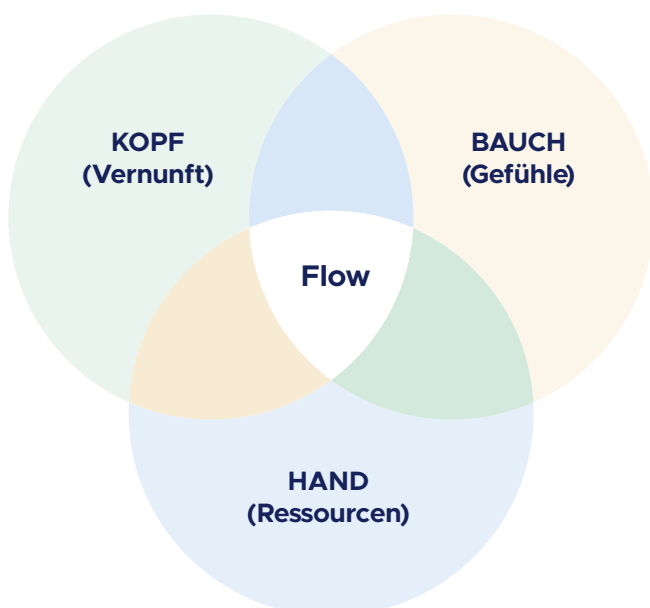 KOPF
(Vernunft)
BAUCH
(Gefühle)
Flow
HAND
(Ressourcen)